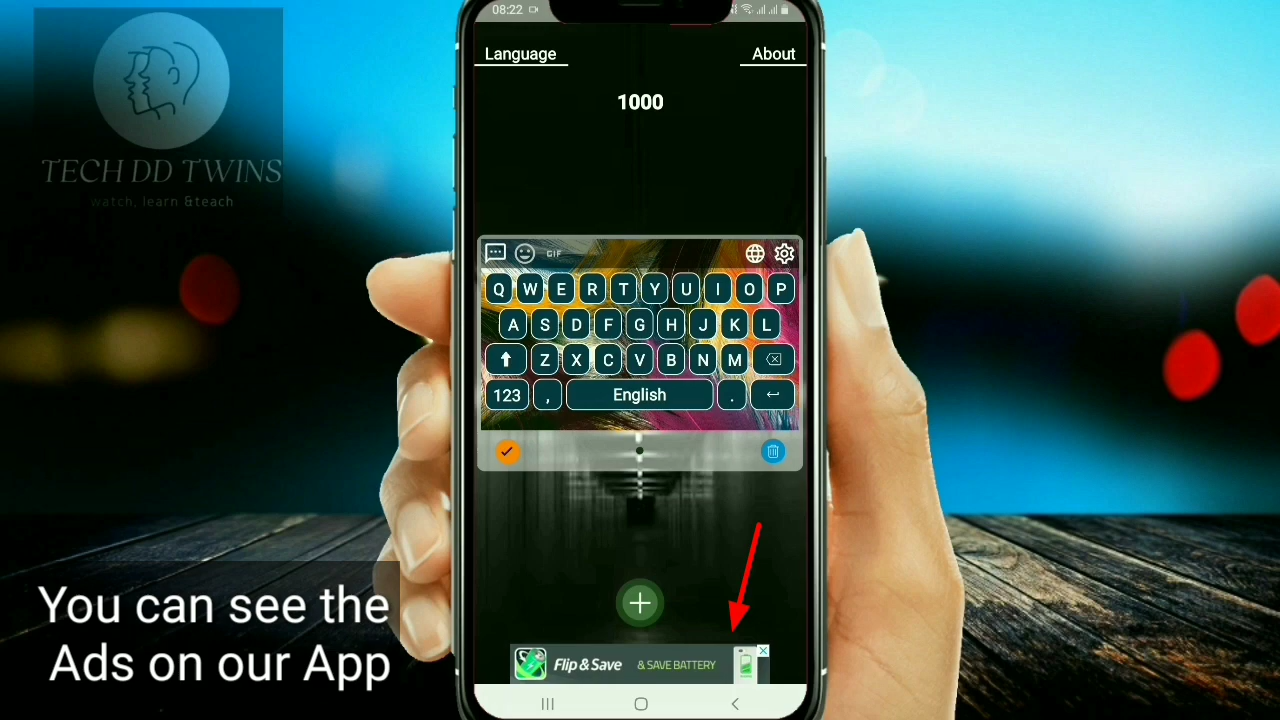 08:22
Language
About
1000
TECH DD TWINS
watch, learn &teach
GIF
Q W E R T Y U I O P
A S D F G H J K L
Z X C V B N M
123 , English .
You can see the
Ads on our App
Flip & Save & SAVE BATTERY